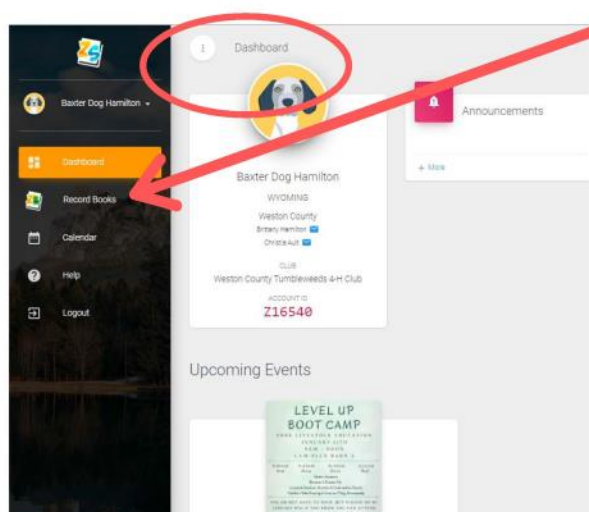 ZS
Baxter Dog Hamilton
Dashboard
Record Books
Calendar
Help
Logout
Dashboard
Baxter Dog Hamilton
WYOMING
Weston County
Brittany Hamilton
Christa Ault
CLUB
Weston County Tumbleweeds 4-H Club
ACCOUNT ID
Z16540
Announcements
+ More
Upcoming Events
LEVEL UP
BOOT CAMP